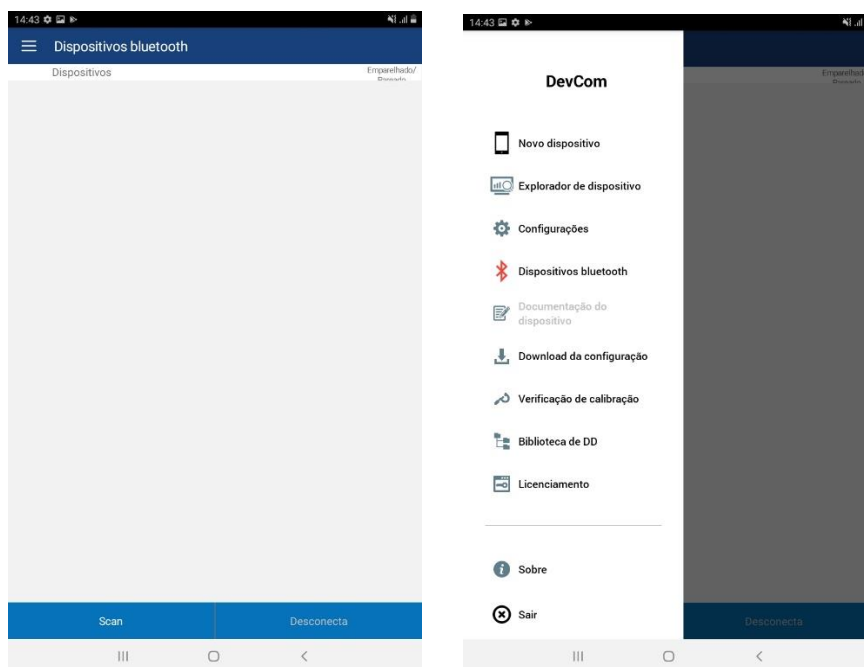 14:43
Dispositivos bluetooth
Dispositivos
Emparelhado/
Pareado
Scan
Desconecta
14:43
DevCom
Novo dispositivo
Explorador de dispositivo
Configurações
Dispositivos bluetooth
Documentação do
dispositivo
Download da configuração
Verificação de calibração
Biblioteca de DD
Licenciamento
Sobre
Sair
Desconecta